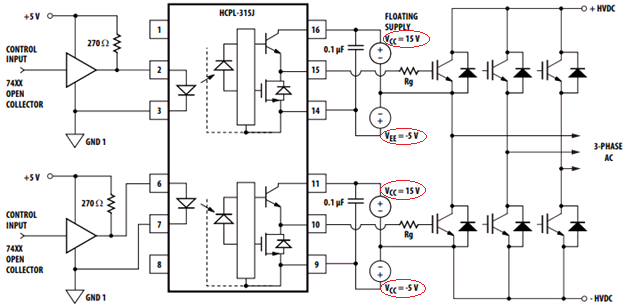 HCPL-315J
+5 V
270 Ω
CONTROL
INPUT
74XX
OPEN
COLLECTOR
GND 1
1
2
3
16
15
14
0.1 µF
FLOATING
SUPPLY
VCC = 15 V
Rg
VEE = -5 V
+ HVDC
3-PHASE
AC
+5 V
270 Ω
CONTROL
INPUT
74XX
OPEN
COLLECTOR
GND 1
6
7
8
11
10
9
0.1 µF
VCC = 15 V
Rg
VCC = -5 V
- HVDC